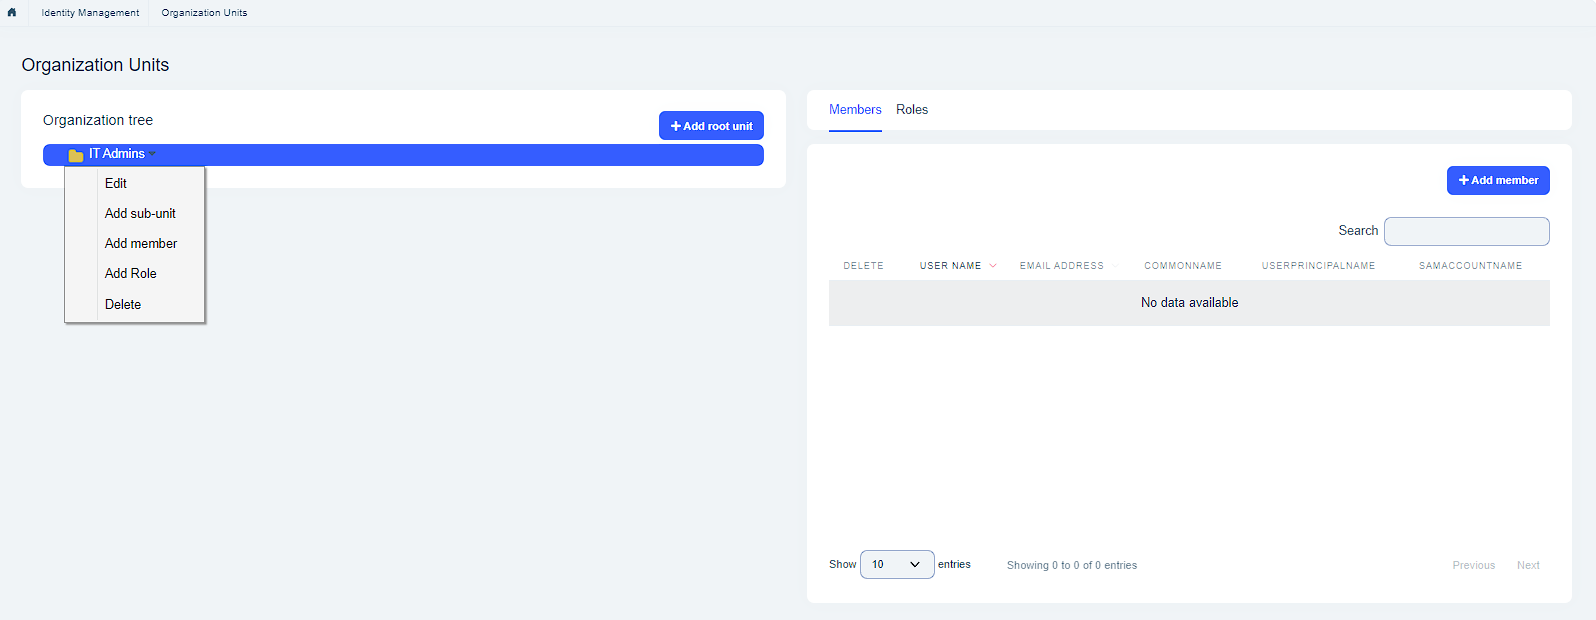 Identity Management Organization Units
Organization Units
Organization tree
+ Add root unit
IT Admins
Edit
Add sub-unit
Add member
Add Role
Delete
Members Roles
+ Add member
Search
DELETE USER NAME EMAIL ADDRESS COMMONNAME USERPRINCIPALNAME SAMACCOUNTNAME
No data available
Show 10 entries Showing 0 to 0 of 0 entries Previous Next